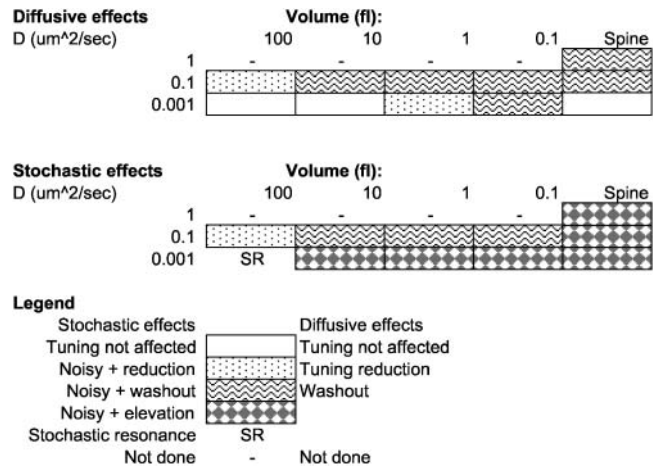 Diffusive effects Volume (fl):
D (um^2/sec) 100 10 1 0.1 Spine
1 - - - -
0.1
0.001
Stochastic effects Volume (fl):
D (um^2/sec) 100 10 1 0.1 Spine
1 - - - -
0.1
0.001 SR
Legend
Stochastic effects Diffusive effects
Tuning not affected Tuning not affected
Noisy + reduction Tuning reduction
Noisy + washout Washout
Noisy + elevation
Stochastic resonance SR
Not done - Not done